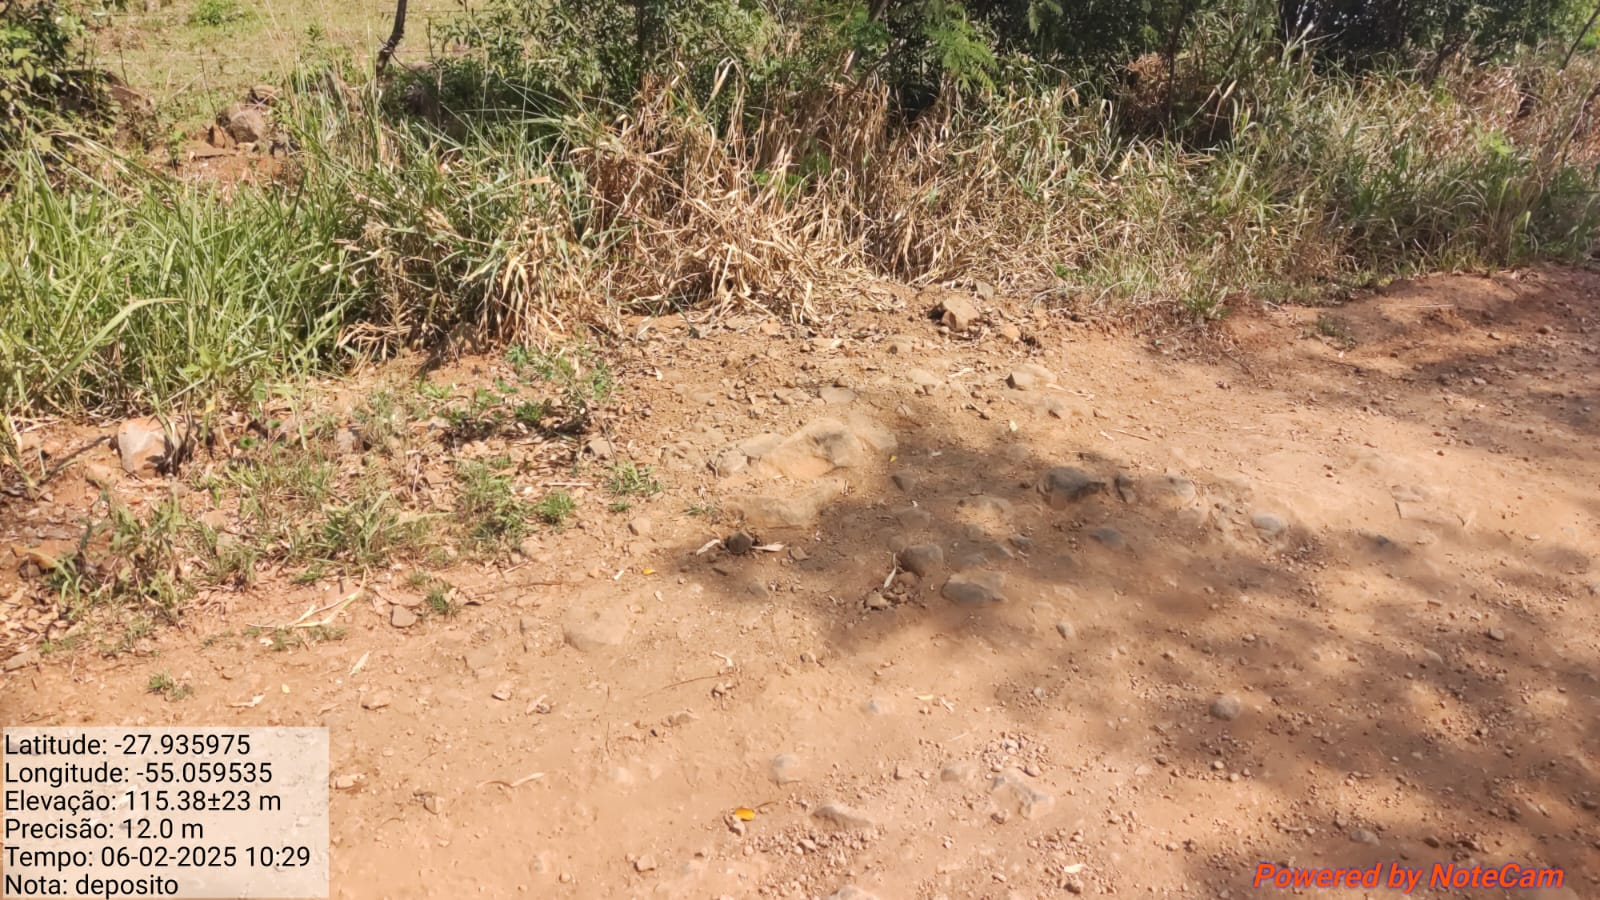 Latitude: -27.935975
Longitude: -55.059535
Elevação: 115.38±23 m
Precisão: 12.0 m
Tempo: 06-02-2025 10:29
Nota: deposito
Powered by NoteCam